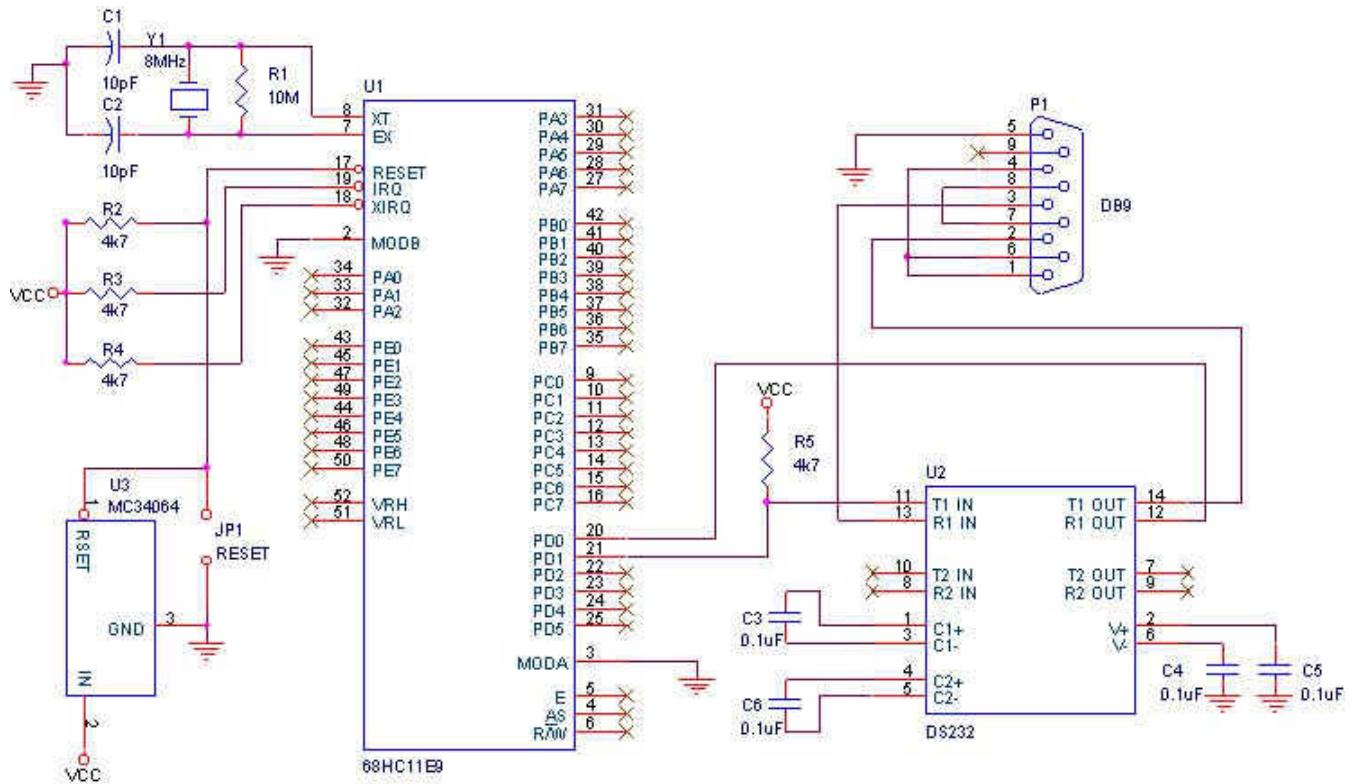 C1
10pF
Y1
8MHz
R1
10M
C2
10pF
R2
4k7
R3
4k7
R4
4k7
VCC
U3
MC34064
1
RSET
GND
3
IN
2
VCC
JP1
RESET
U1
8 XT
7 EX
17 RESET
19 IRQ
18 XIRQ
2 MODB
34 PA0
33 PA1
32 PA2
43 PE0
45 PE1
47 PE2
49 PE3
44 PE4
46 PE5
48 PE6
50 PE7
52 VRH
51 VRL
PA3 31
PA4 30
PA5 29
PA6 28
PA7 27
PB0 42
PB1 41
PB2 40
PB3 39
PB4 38
PB5 37
PB6 36
PB7 35
PC0 9
PC1 10
PC2 11
PC3 12
PC4 13
PC5 14
PC6 15
PC7 16
PD0 20
PD1 21
PD2 22
PD3 23
PD4 24
PD5 25
MODA 3
E 5
AS 4
R/W 6
68HC11E9
VCC
R5
4k7
P1
5
9
4
8
3
7
2
6
1
DB9
U2
11 T1 IN
13 R1 IN
10 T2 IN
8 R2 IN
1 C1+
3 C1-
4 C2+
5 C2-
T1 OUT 14
R1 OUT 12
T2 OUT 7
R2 OUT 9
V+ 2
V- 6
DS232
C3
0.1uF
C6
0.1uF
C4
0.1uF
C5
0.1uF